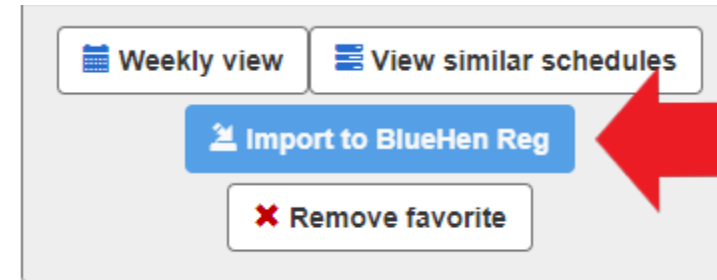 Weekly view View similar schedules
Import to BlueHen Reg
Remove favorite